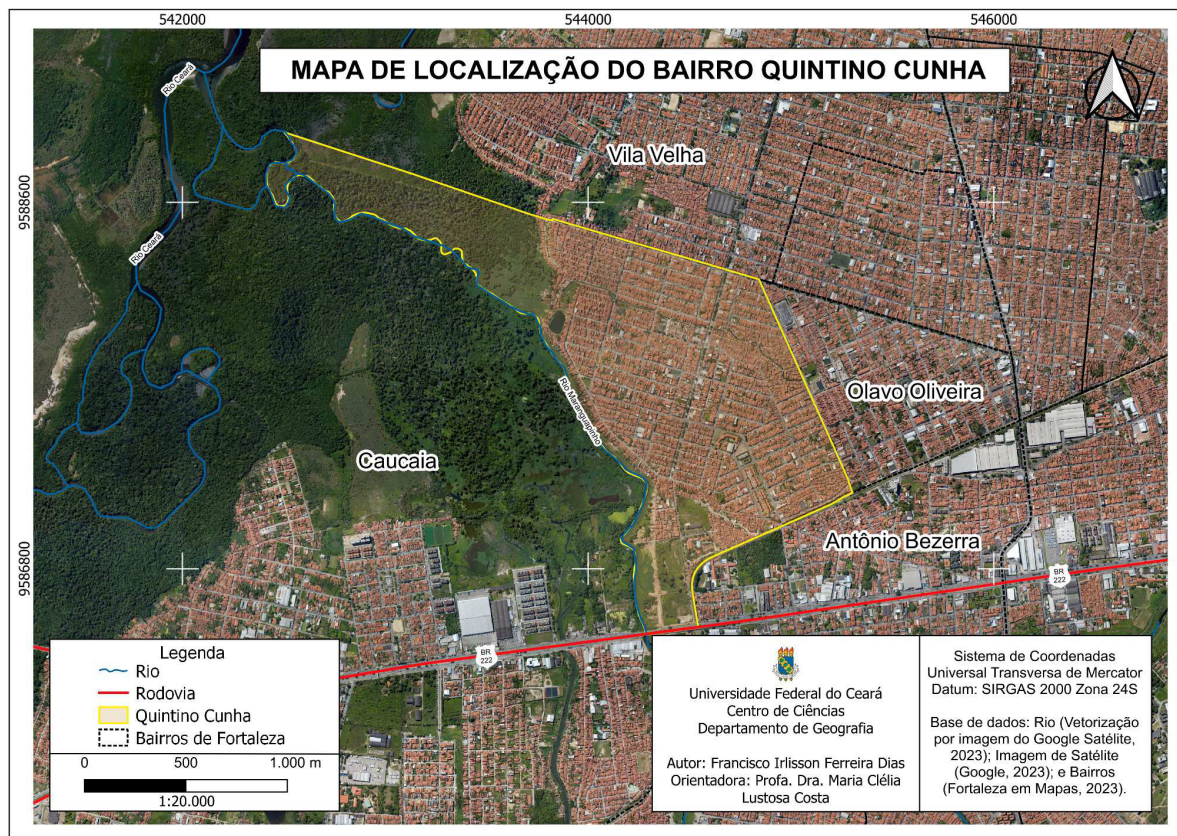 542000
544000
546000
MAPA DE LOCALIZAÇÃO DO BAIRRO QUINTINO CUNHA
Rio Ceará
Vila Velha
9588600
Rio Ceará
Rio Maranguapinho
Olavo Oliveira
Caucaia
Antônio Bezerra
9586800
BR
222
BR
222
Legenda
Rio
Rodovia
Quintino Cunha
Bairros de Fortaleza
0 500 1.000 m
1:20.000
Universidade Federal do Ceará
Centro de Ciências
Departamento de Geografia
Autor: Francisco Irlisson Ferreira Dias
Orientadora: Profa. Dra. Maria Clélia
Lustosa Costa
Sistema de Coordenadas
Universal Transversa de Mercator
Datum: SIRGAS 2000 Zona 24S
Base de dados: Rio (Vetorização
por imagem do Google Satélite,
2023); Imagem de Satélite
(Google, 2023); e Bairros
(Fortaleza em Mapas, 2023).